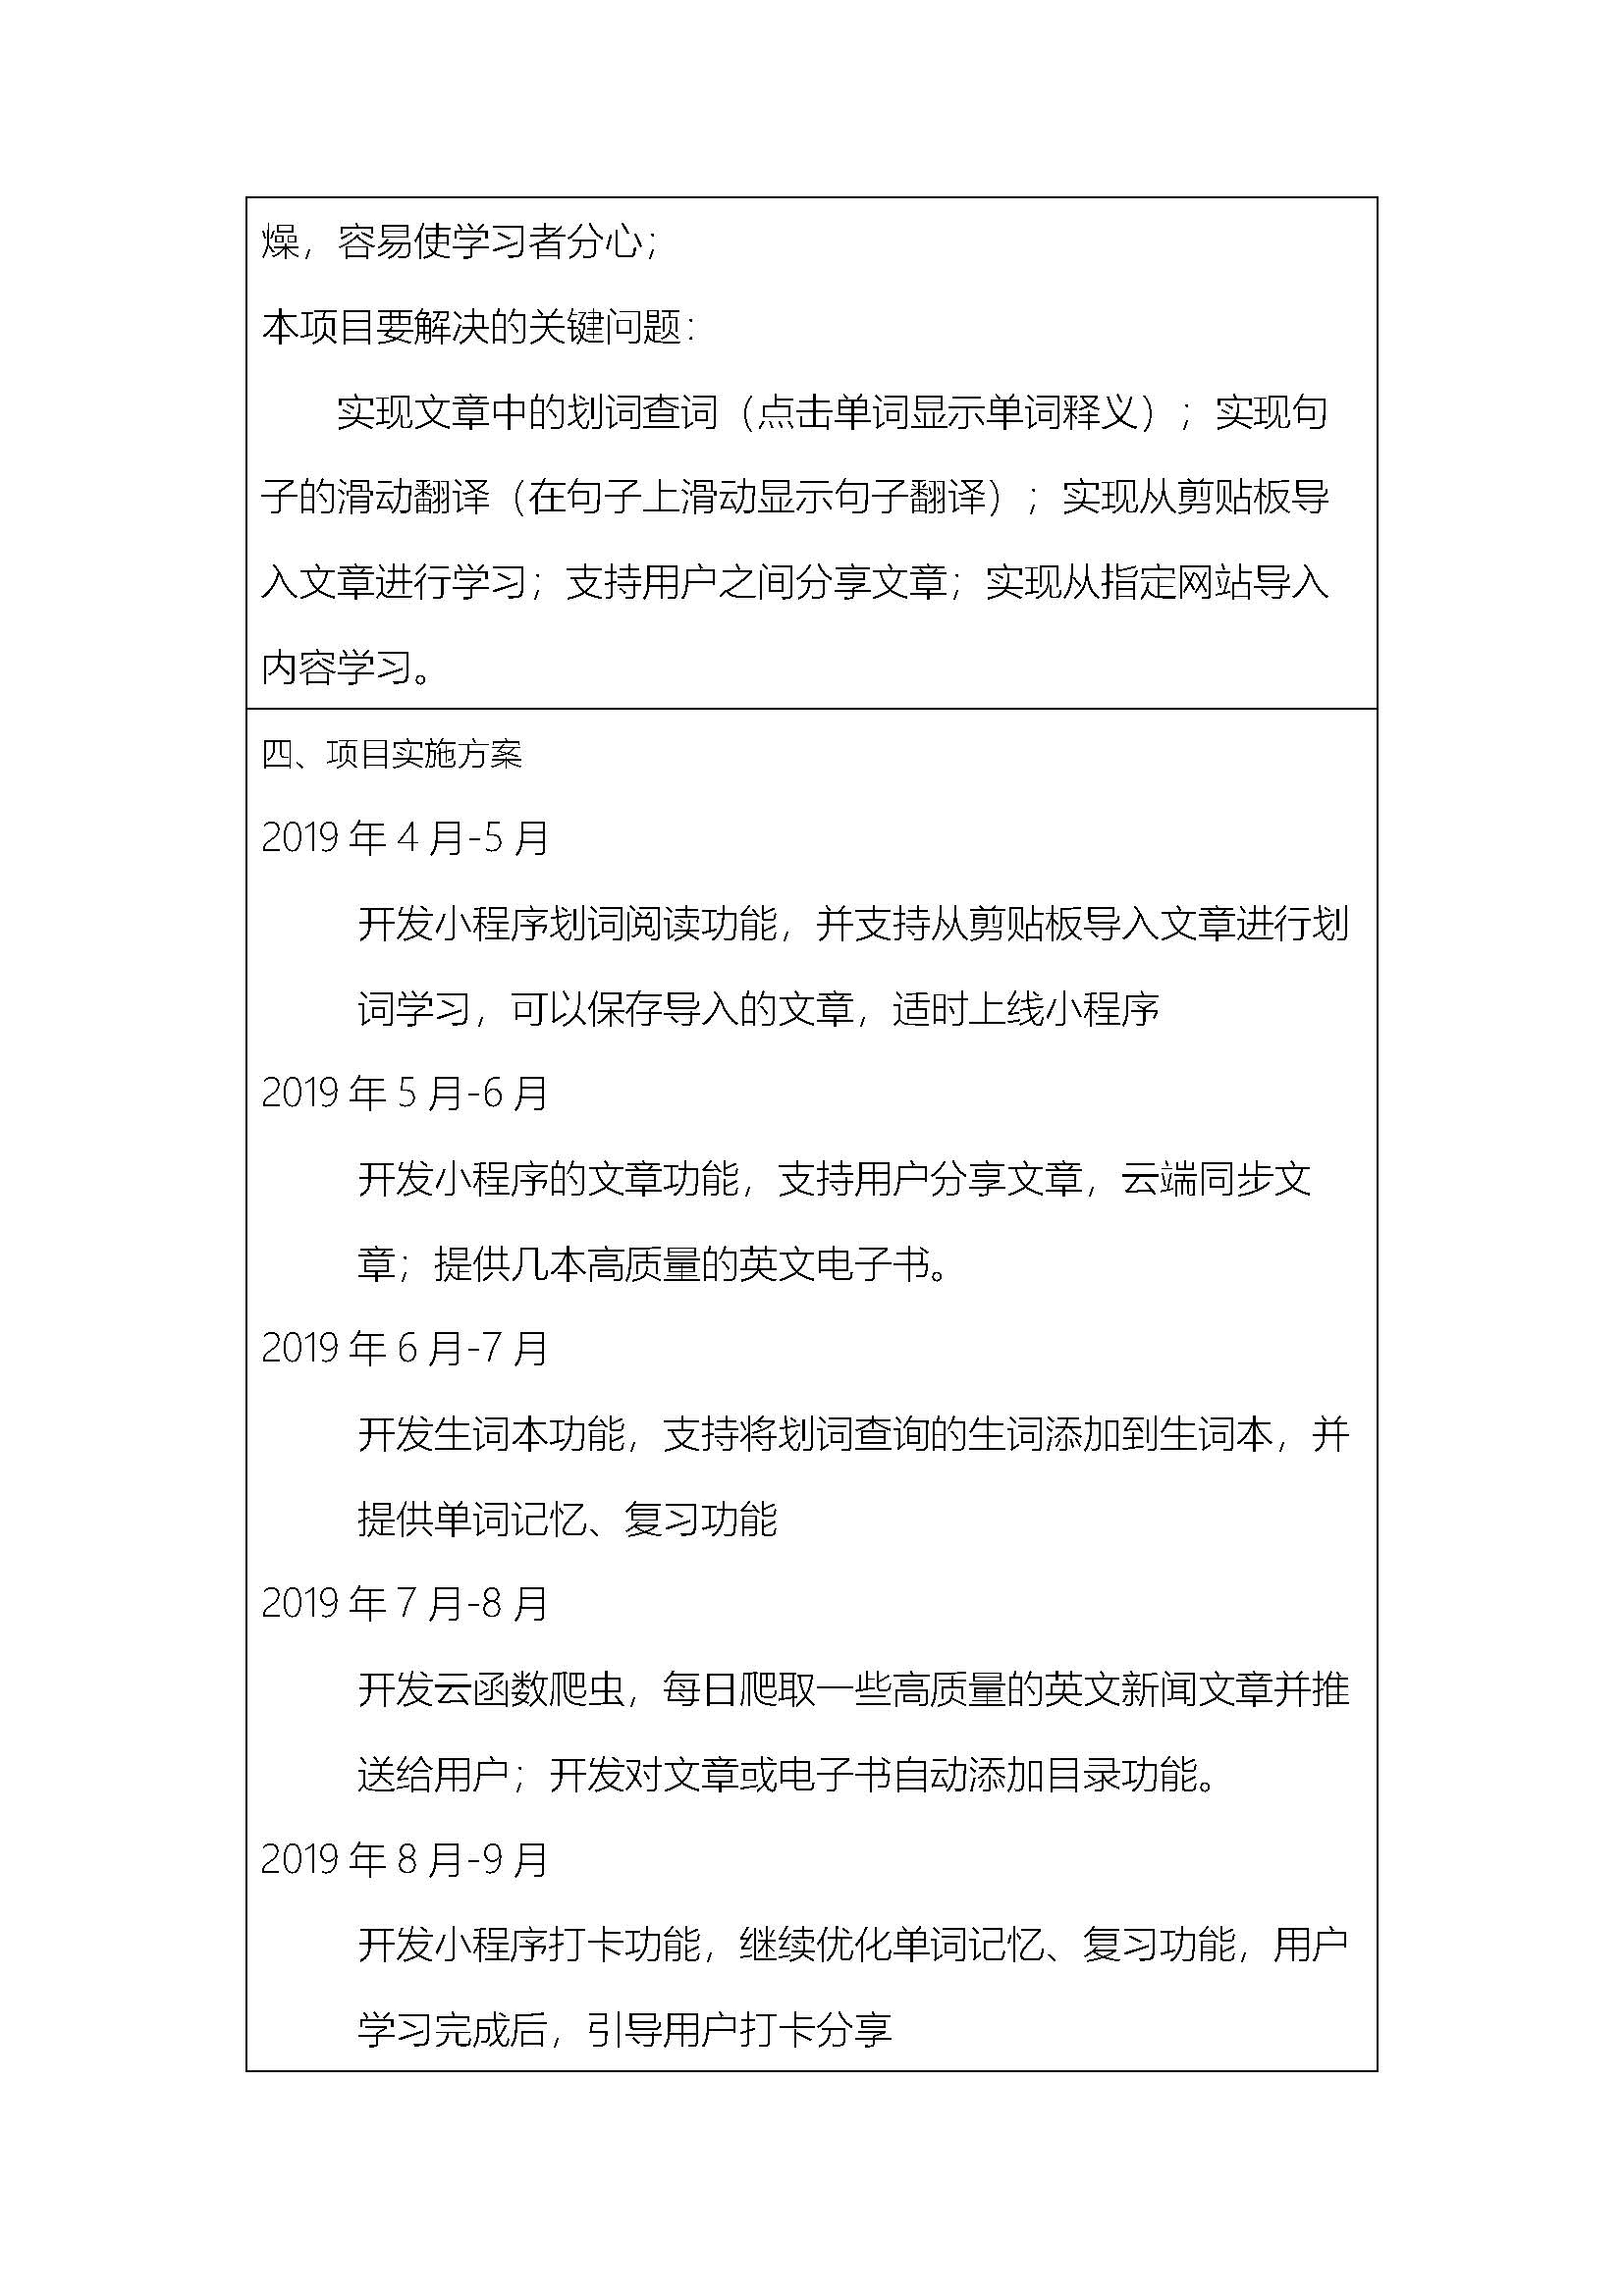 燥，容易使学习者分心；
本项目要解决的关键问题：
实现文章中的划词查词（点击单词显示单词释义）；实现句
子的滑动翻译（在句子上滑动显示句子翻译）；实现从剪贴板导
入文章进行学习；支持用户之间分享文章；实现从指定网站导入
内容学习。
四、项目实施方案
2019 年 4 月-5 月
开发小程序划词阅读功能，并支持从剪贴板导入文章进行划
词学习，可以保存导入的文章，适时上线小程序
2019 年 5 月-6 月
开发小程序的文章功能，支持用户分享文章，云端同步文
章；提供几本高质量的英文电子书。
2019 年 6 月-7 月
开发生词本功能，支持将划词查询的生词添加到生词本，并
提供单词记忆、复习功能
2019 年 7 月-8 月
开发云函数爬虫，每日爬取一些高质量的英文新闻文章并推
送给用户；开发对文章或电子书自动添加目录功能。
2019 年 8 月-9 月
开发小程序打卡功能，继续优化单词记忆、复习功能，用户
学习完成后，引导用户打卡分享